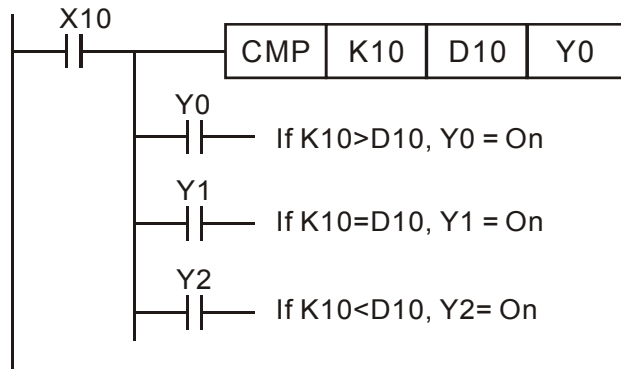 X10
CMP K10 D10 Y0
Y0
If K10>D10, Y0 = On
Y1
If K10=D10, Y1 = On
Y2
If K10<D10, Y2= On